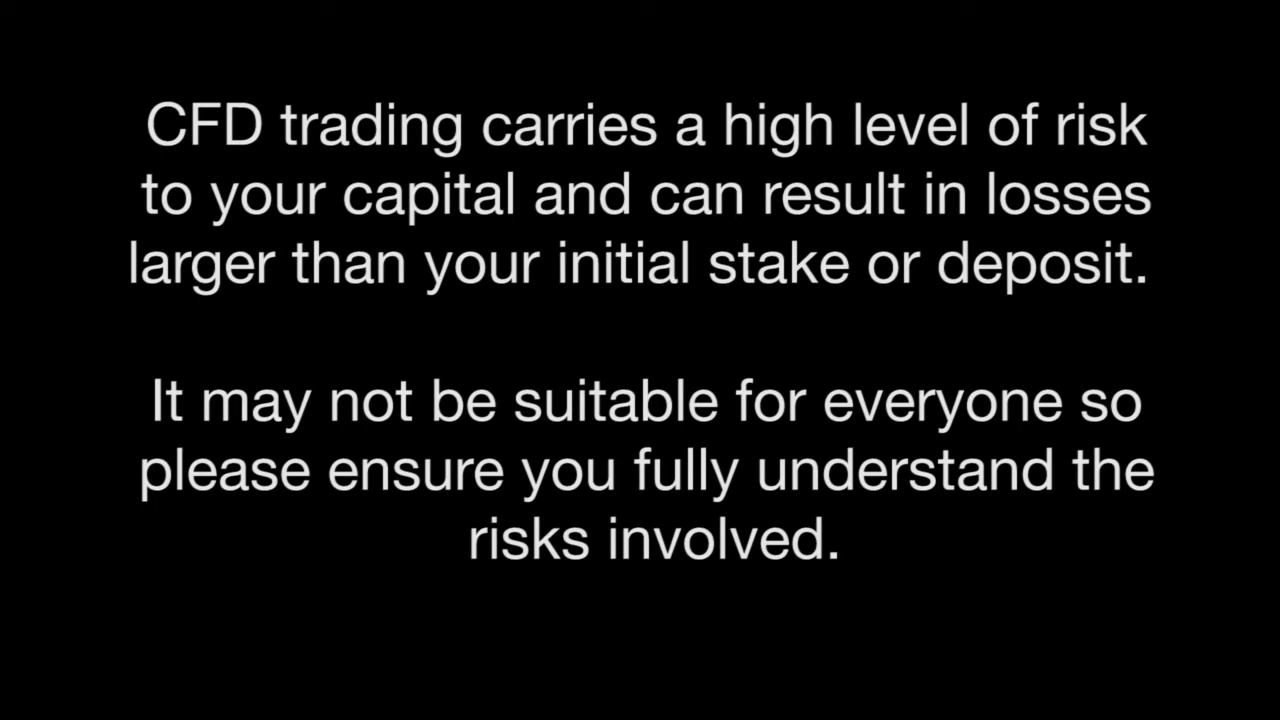 CFD trading carries a high level of risk
to your capital and can result in losses
larger than your initial stake or deposit.
It may not be suitable for everyone so
please ensure you fully understand the
risks involved.